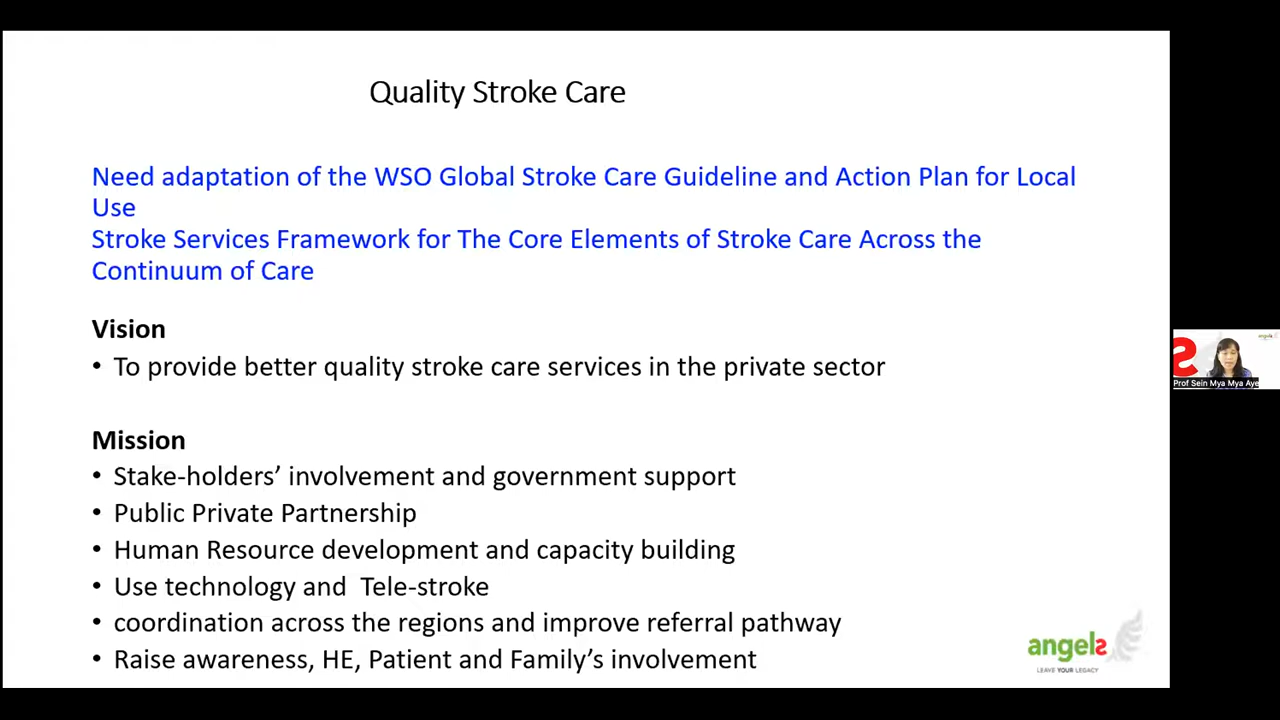 Quality Stroke Care
Need adaptation of the WSO Global Stroke Care Guideline and Action Plan for Local
Use
Stroke Services Framework for The Core Elements of Stroke Care Across the
Continuum of Care
Vision
• To provide better quality stroke care services in the private sector
Mission
• Stake-holders’ involvement and government support
• Public Private Partnership
• Human Resource development and capacity building
• Use technology and  Tele-stroke
• coordination across the regions and improve referral pathway
• Raise awareness, HE, Patient and Family’s involvement
angels
LEAVE YOUR LEGACY
angels
Prof Sein Mya Mya Aye